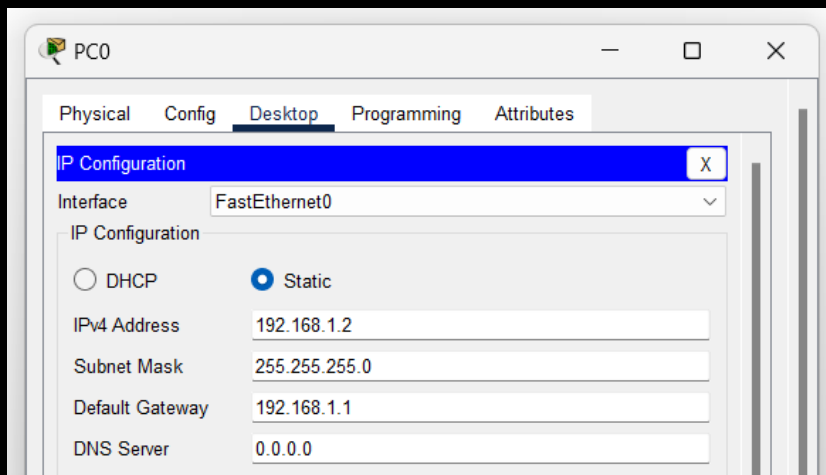 PC0
Physical Config Desktop Programming Attributes
IP Configuration X
Interface FastEthernet0
IP Configuration
DHCP Static
IPv4 Address 192.168.1.2
Subnet Mask 255.255.255.0
Default Gateway 192.168.1.1
DNS Server 0.0.0.0